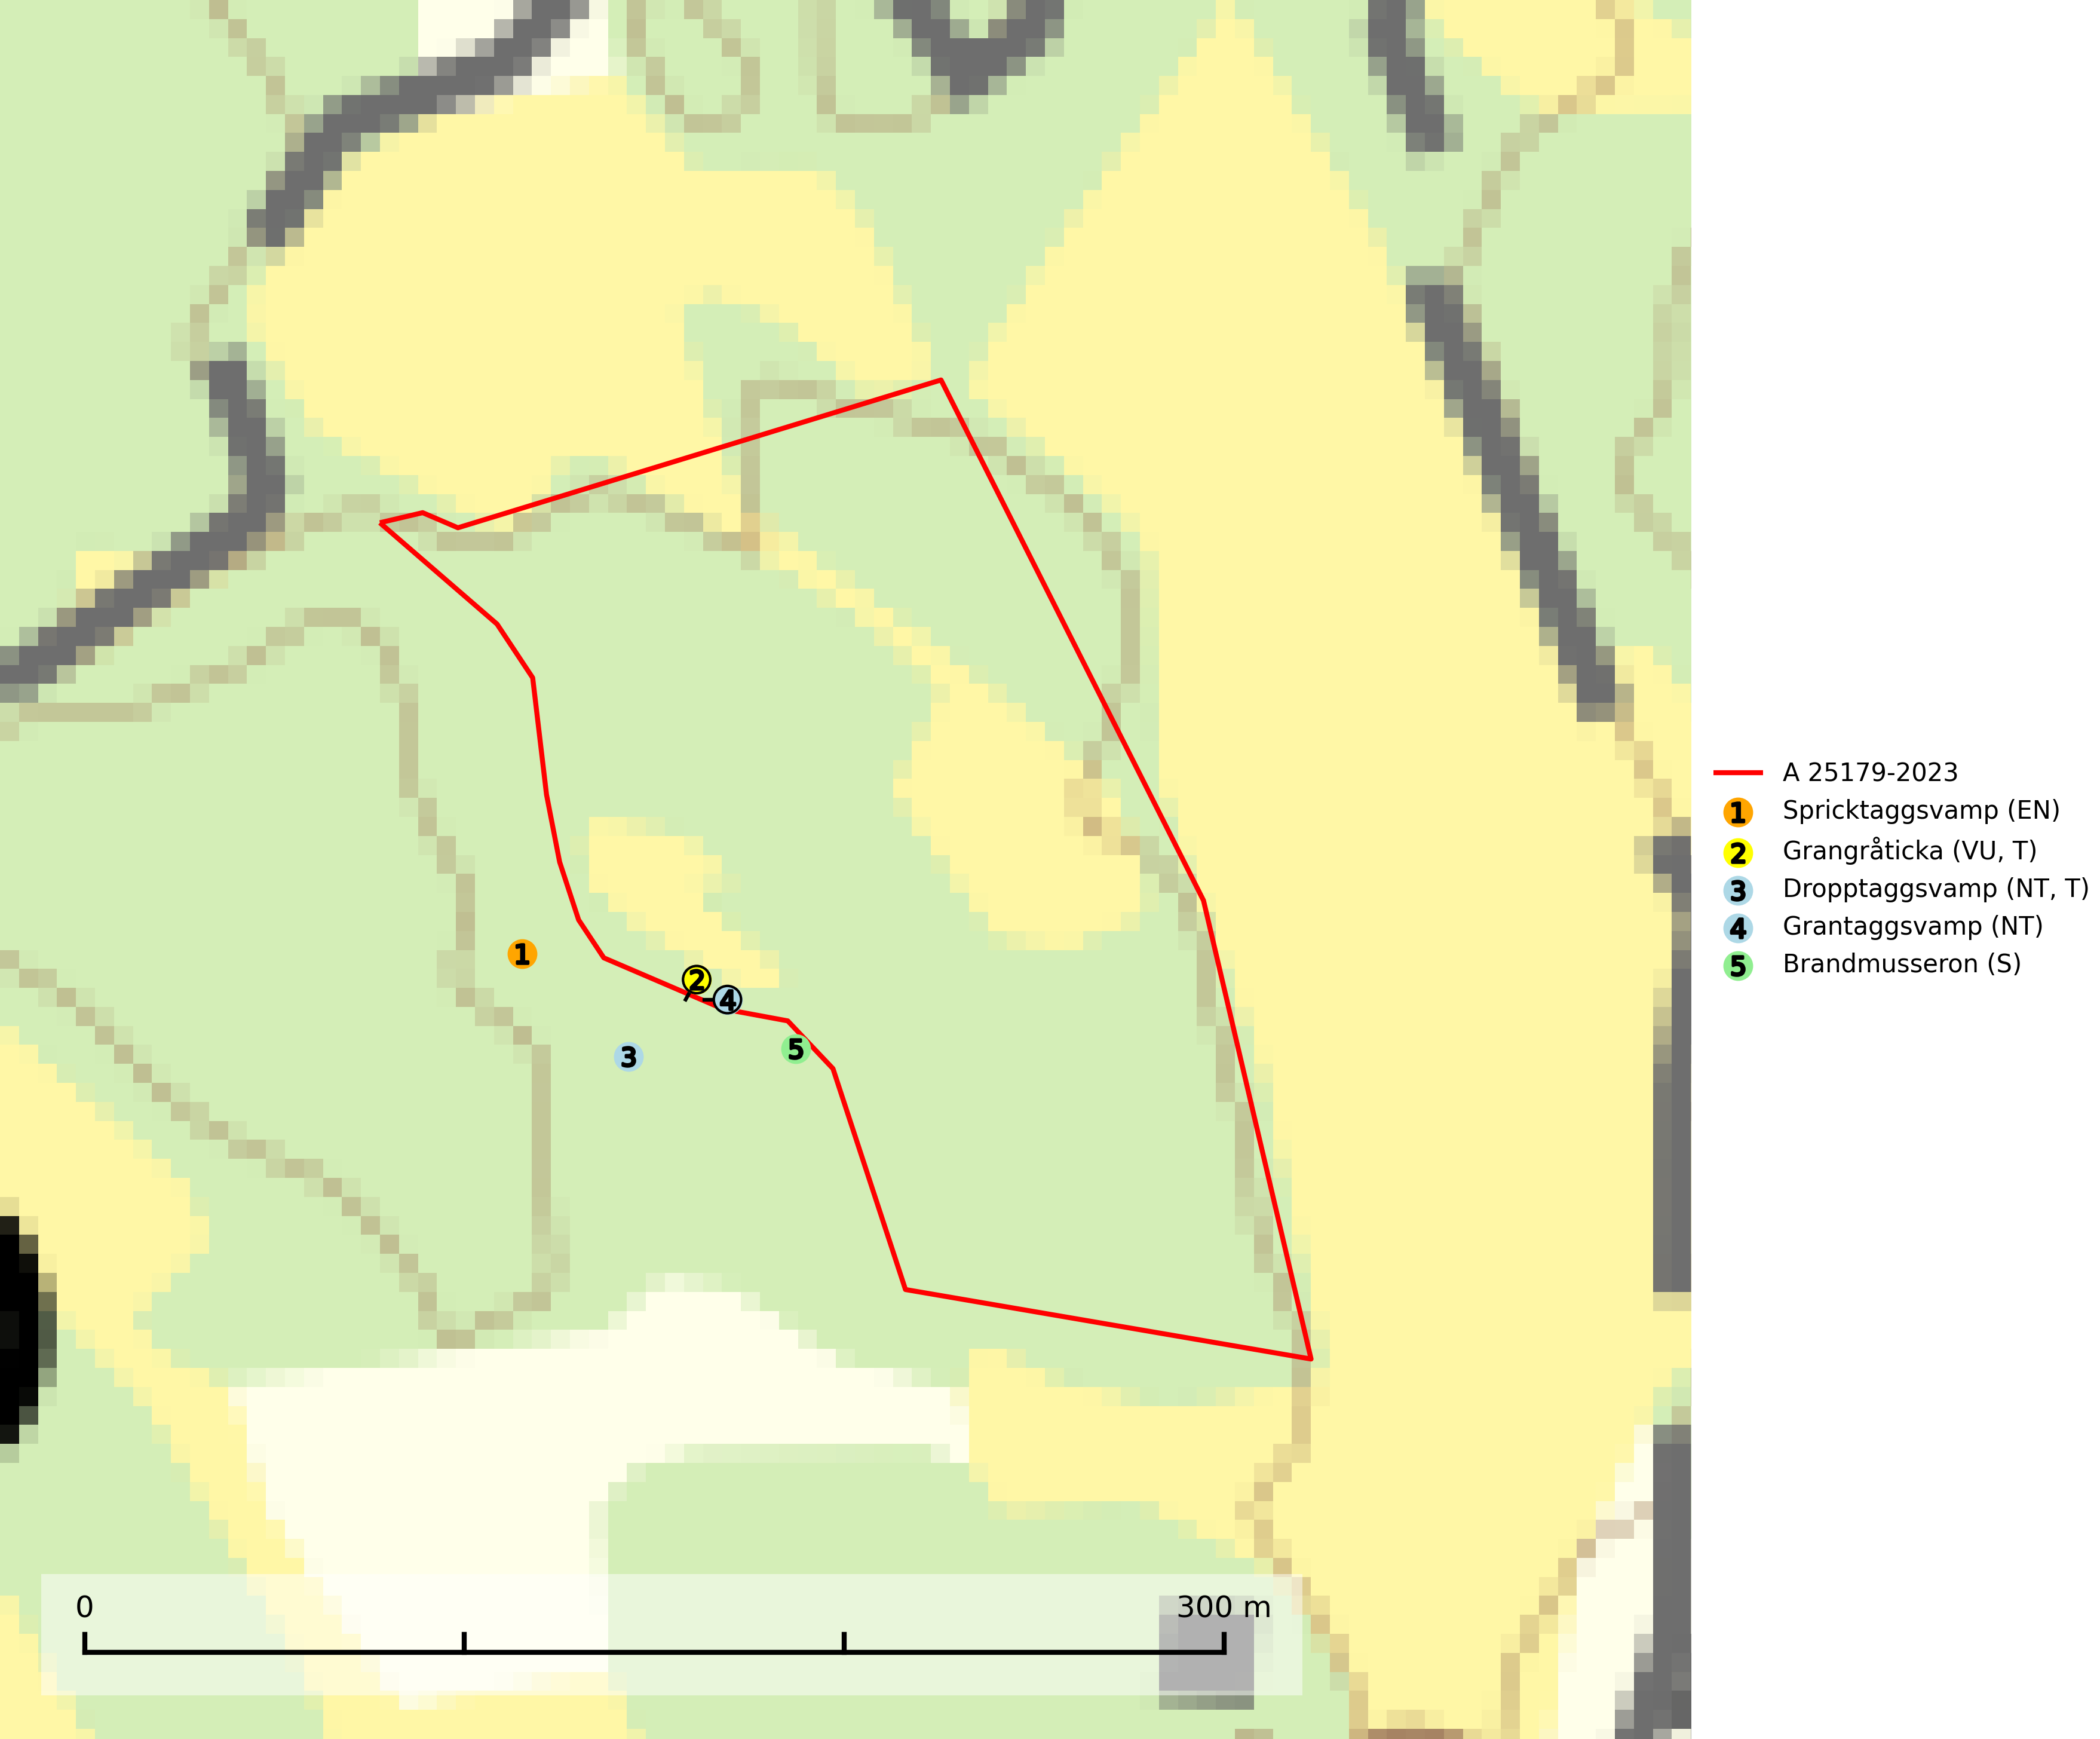 1
2
4
3
5
0
300 m
A 25179-2023
1 Spricktaggsvamp (EN)
2 Grangråticka (VU, T)
3 Dropptaggsvamp (NT, T)
4 Grantaggsvamp (NT)
5 Brandmusseron (S)